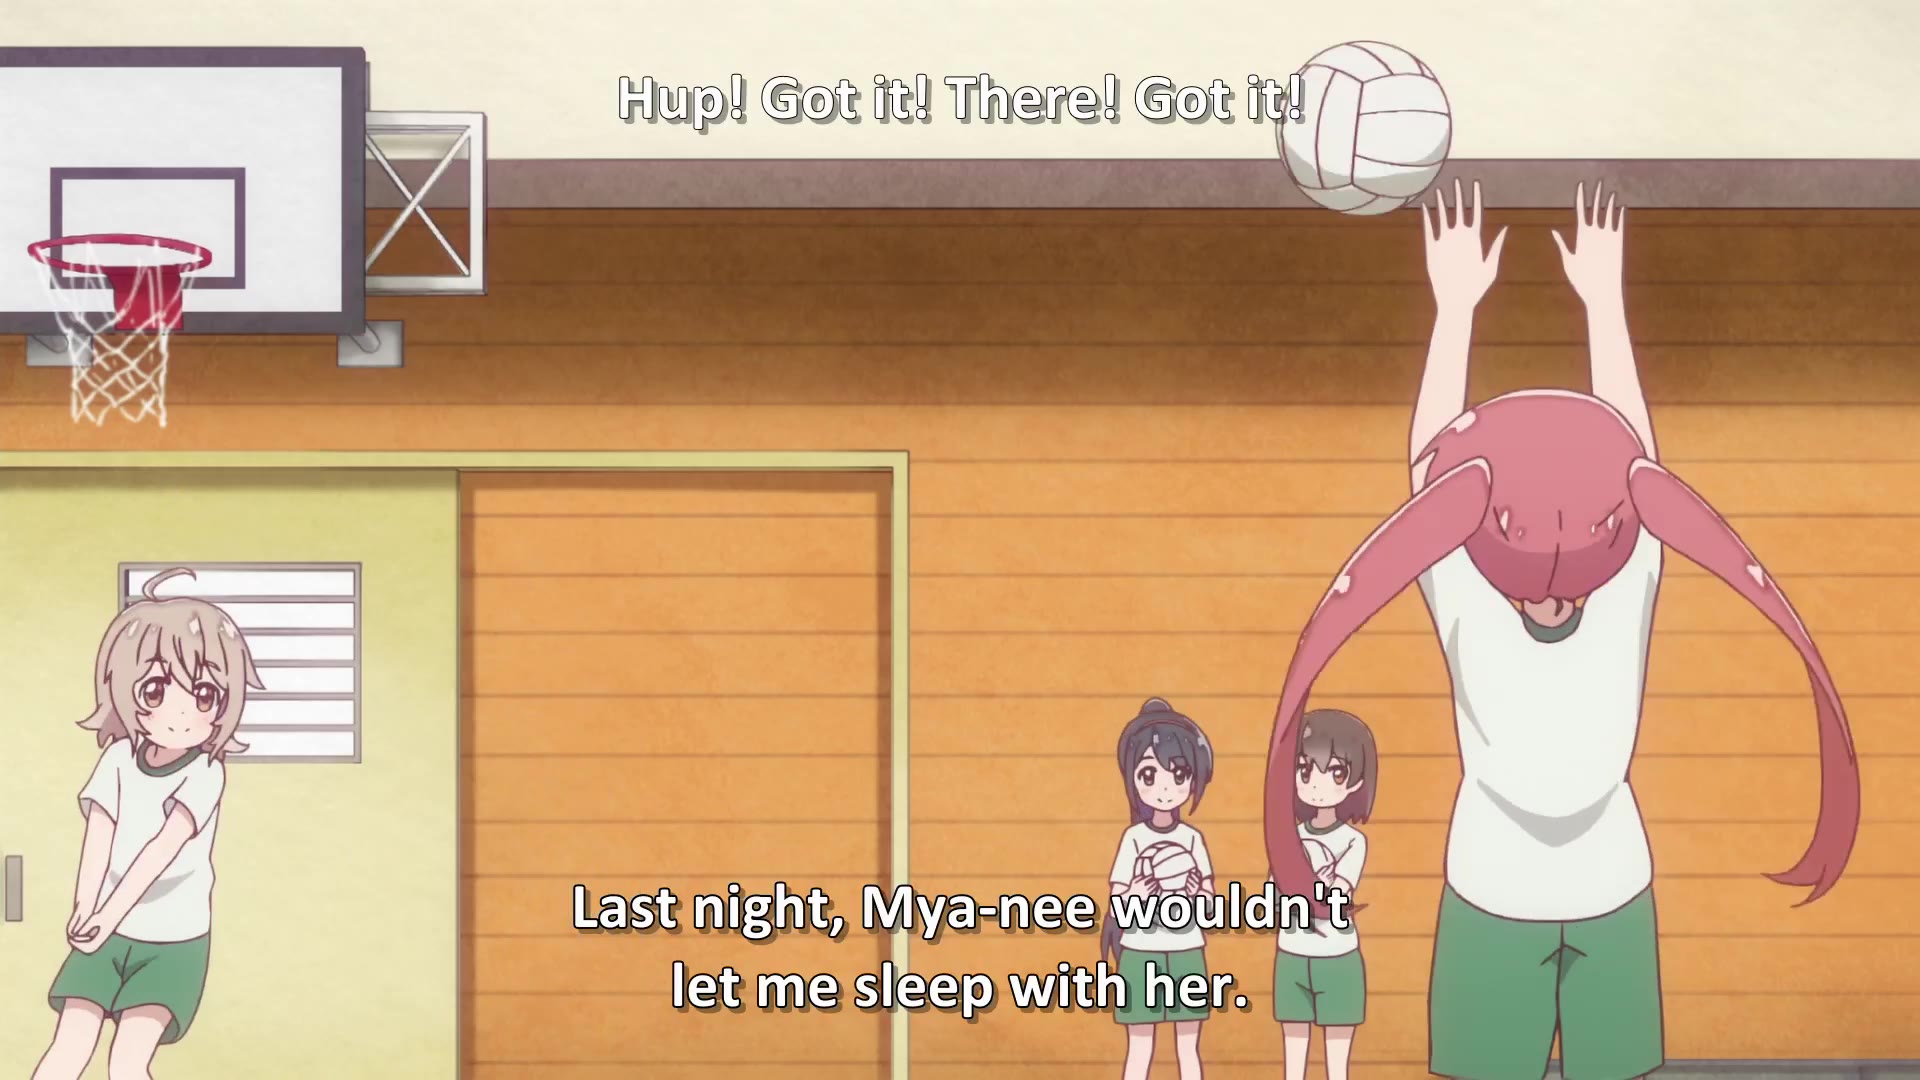 Hup! Got it! There! Got it!
Last night, Mya-nee wouldn't
let me sleep with her.